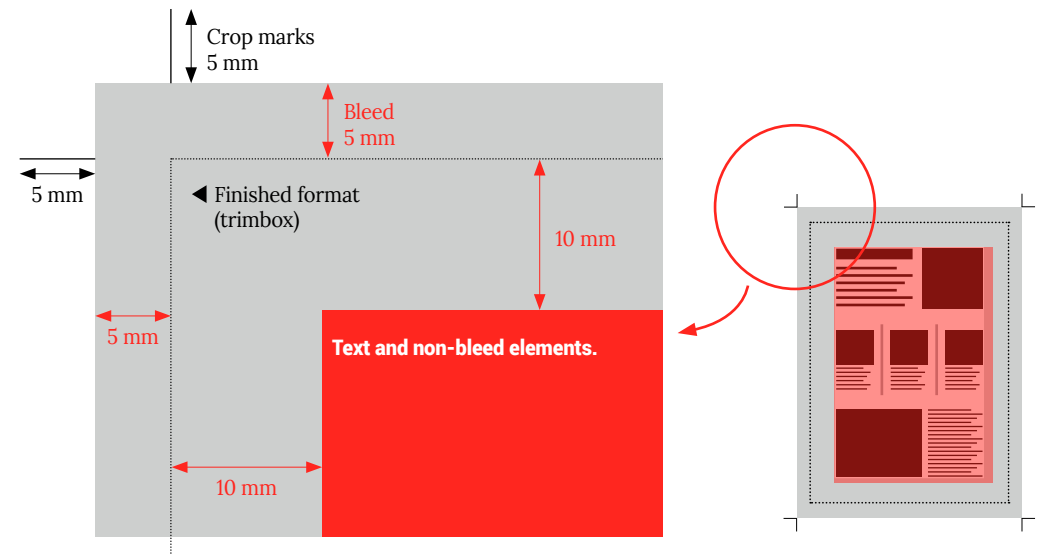 Crop marks
5 mm
Bleed
5 mm
5 mm
Finished format
(trimbox)
10 mm
5 mm
Text and non-bleed elements.
10 mm